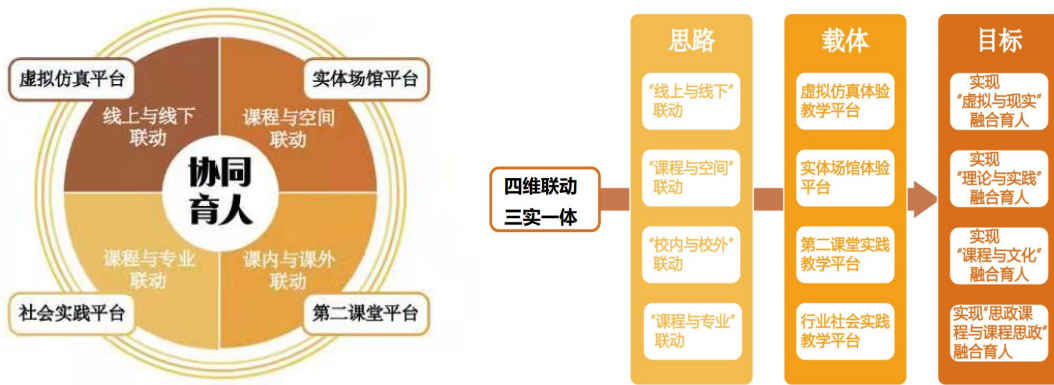 虚拟仿真平台
实体场馆平台
线上与线下
联动
课程与空间
联动
协同
育人
课程与专业
联动
课内与课外
联动
社会实践平台
第二课堂平台
四维联动
三实一体
思路
“线上与线下”
联动
“课程与空间”
联动
“校内与校外”
联动
“课程与专业”
联动
载体
虚拟仿真体验
教学平台
实体场馆体验
平台
第二课堂实践
教学平台
行业社会实践
教学平台
目标
实现
“虚拟与现实”
融合育人
实现
“理论与实践”
融合育人
实现
“课程与文化”
融合育人
实现“思政课
程与课程思政”
融合育人